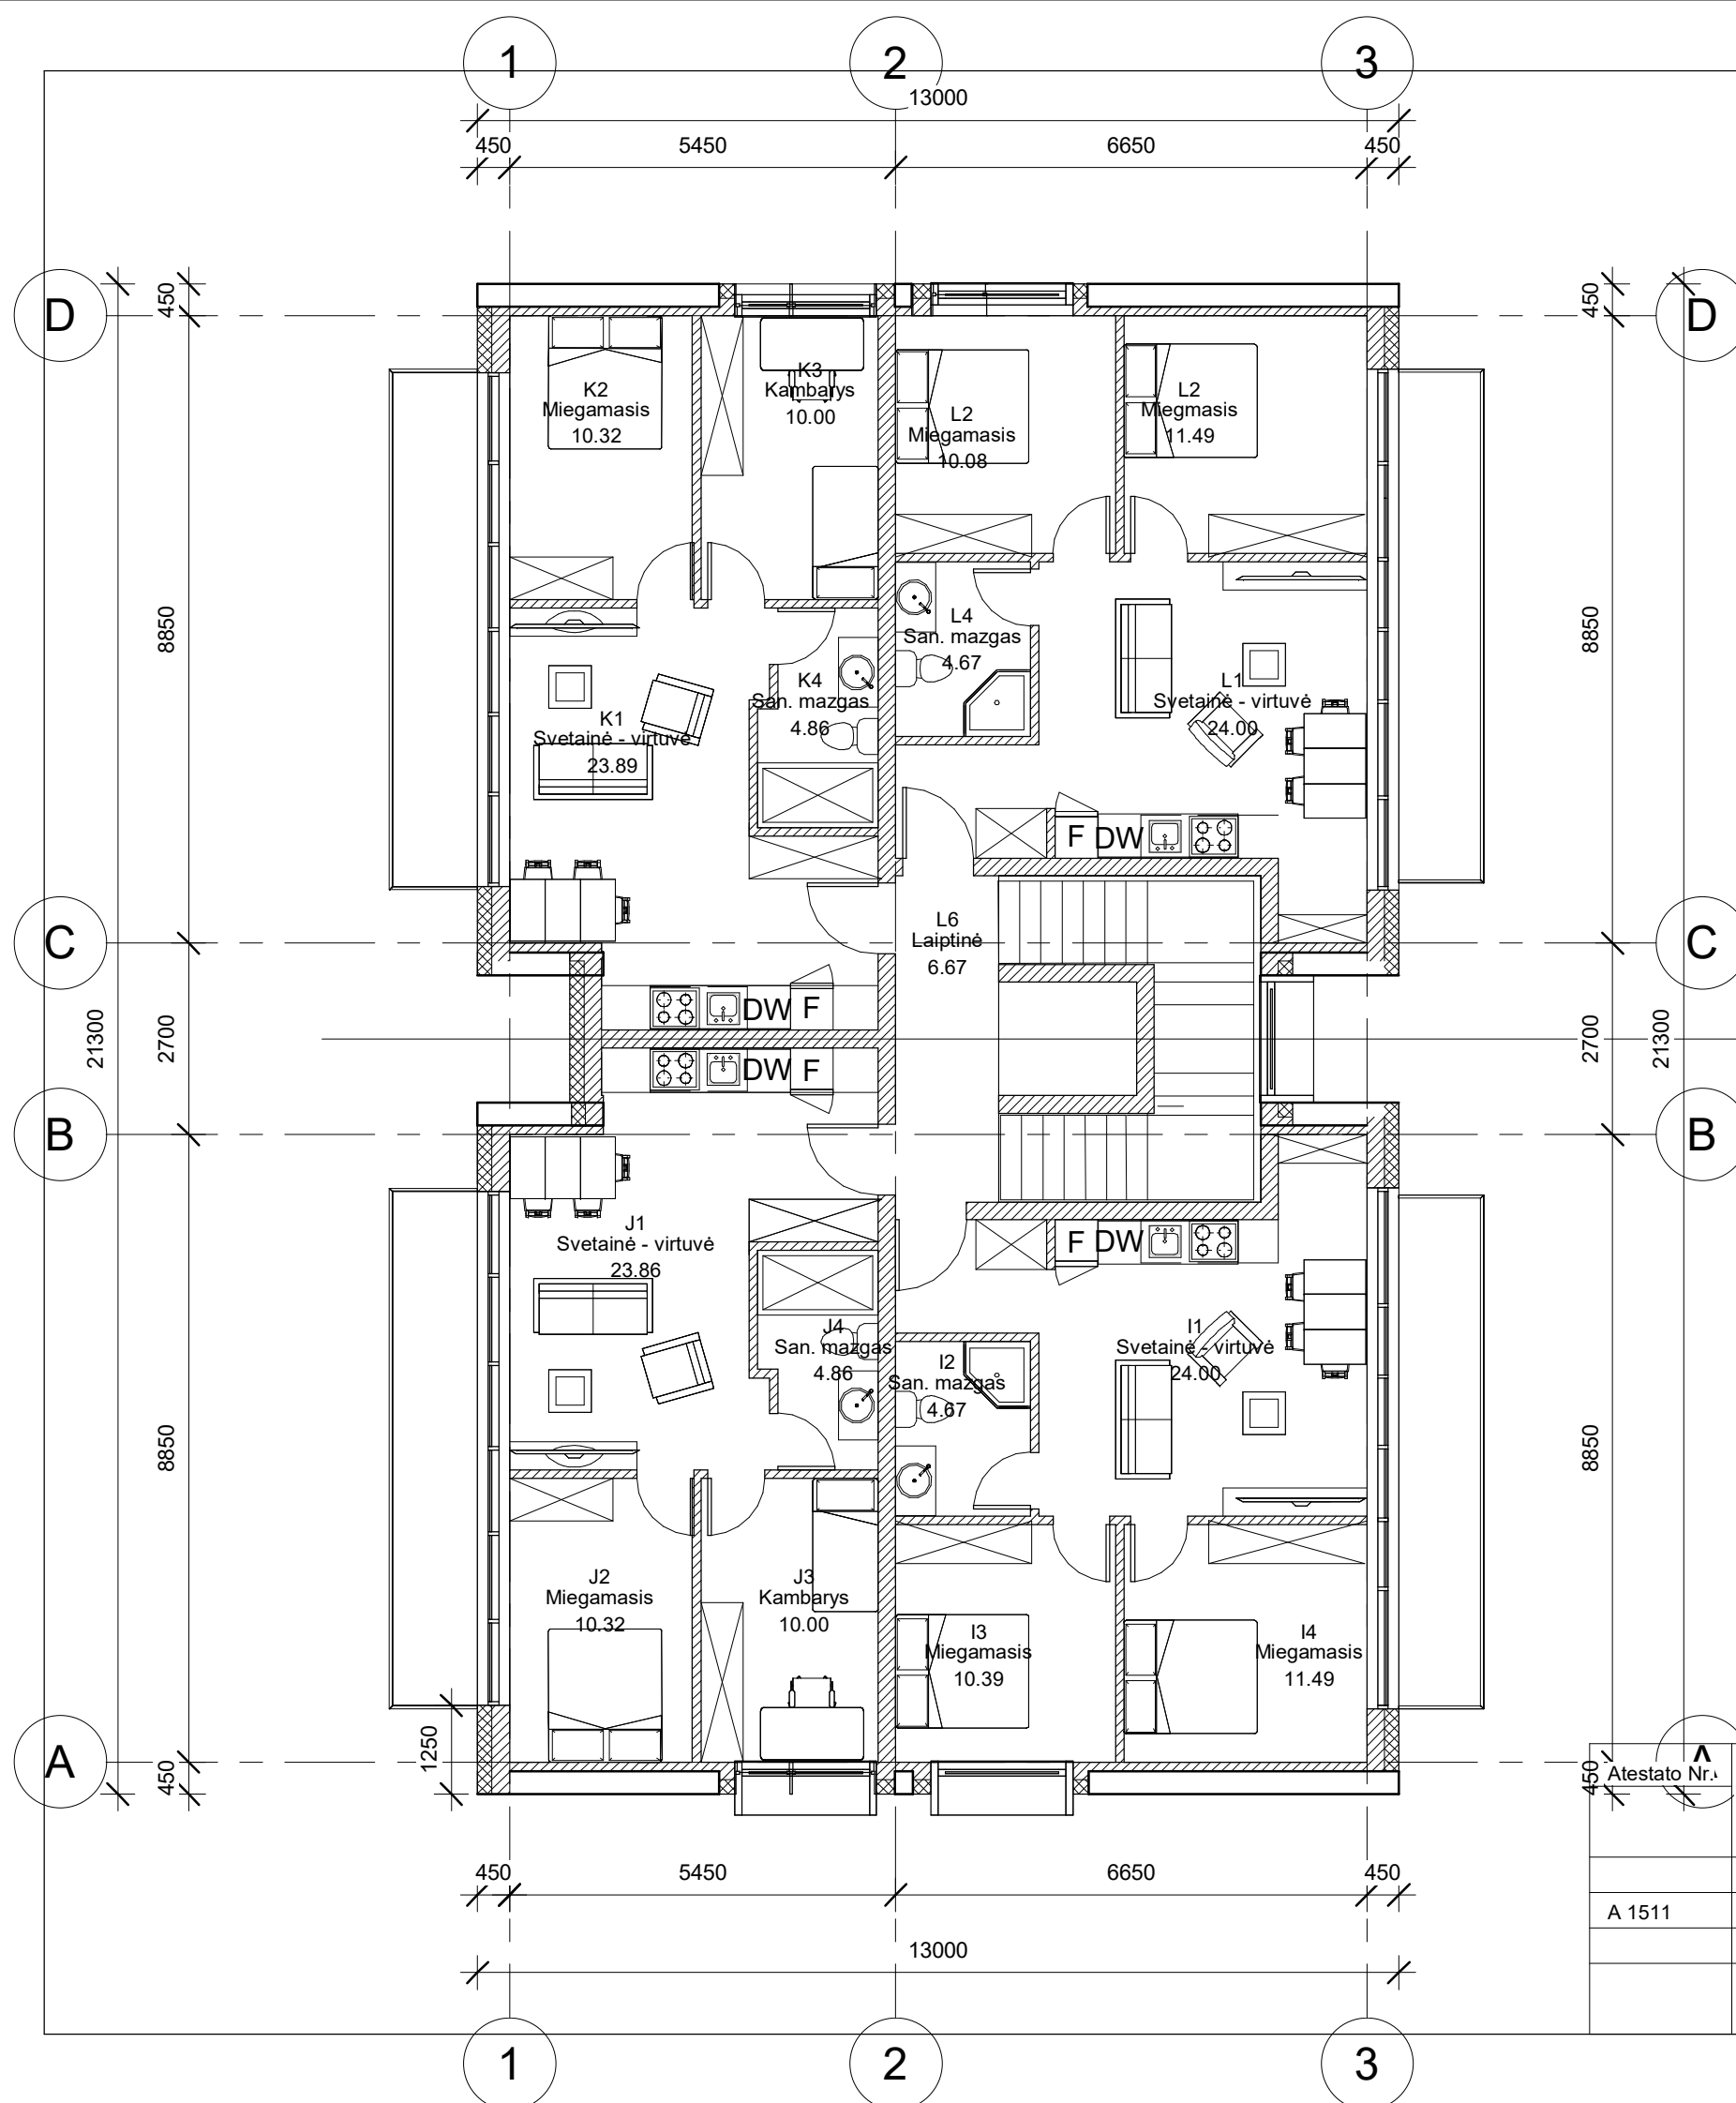 1
2
3
13000
450
5450
6650
450
D
D
450
450
K2
Miegamasis
10.32
K3
Kambarys
10.00
L2
Miegamasis
10.08
L2
Miegmasis
11.49
8850
8850
L4
San. mazgas
4.67
K4
San. mazgas
4.86
K1
Svetainė - virtuvė
23.89
L1
Svetainė - virtuvė
24.00
F
DW
C
C
L6
Laiptinė
6.67
DW
F
21300
2700
2700
21300
DW
F
B
B
J1
Svetainė - virtuvė
23.86
F
DW
J4
San. mazgas
4.86
I2
San. mazgas
4.67
I1
Svetainė - virtuvė
24.00
8850
8850
J2
Miegamasis
10.32
J3
Kambarys
10.00
I3
Miegamasis
10.39
I4
Miegamasis
11.49
1250
A
A
450
450
Atestato Nr.
450
5450
6650
450
A 1511
13000
1
2
3